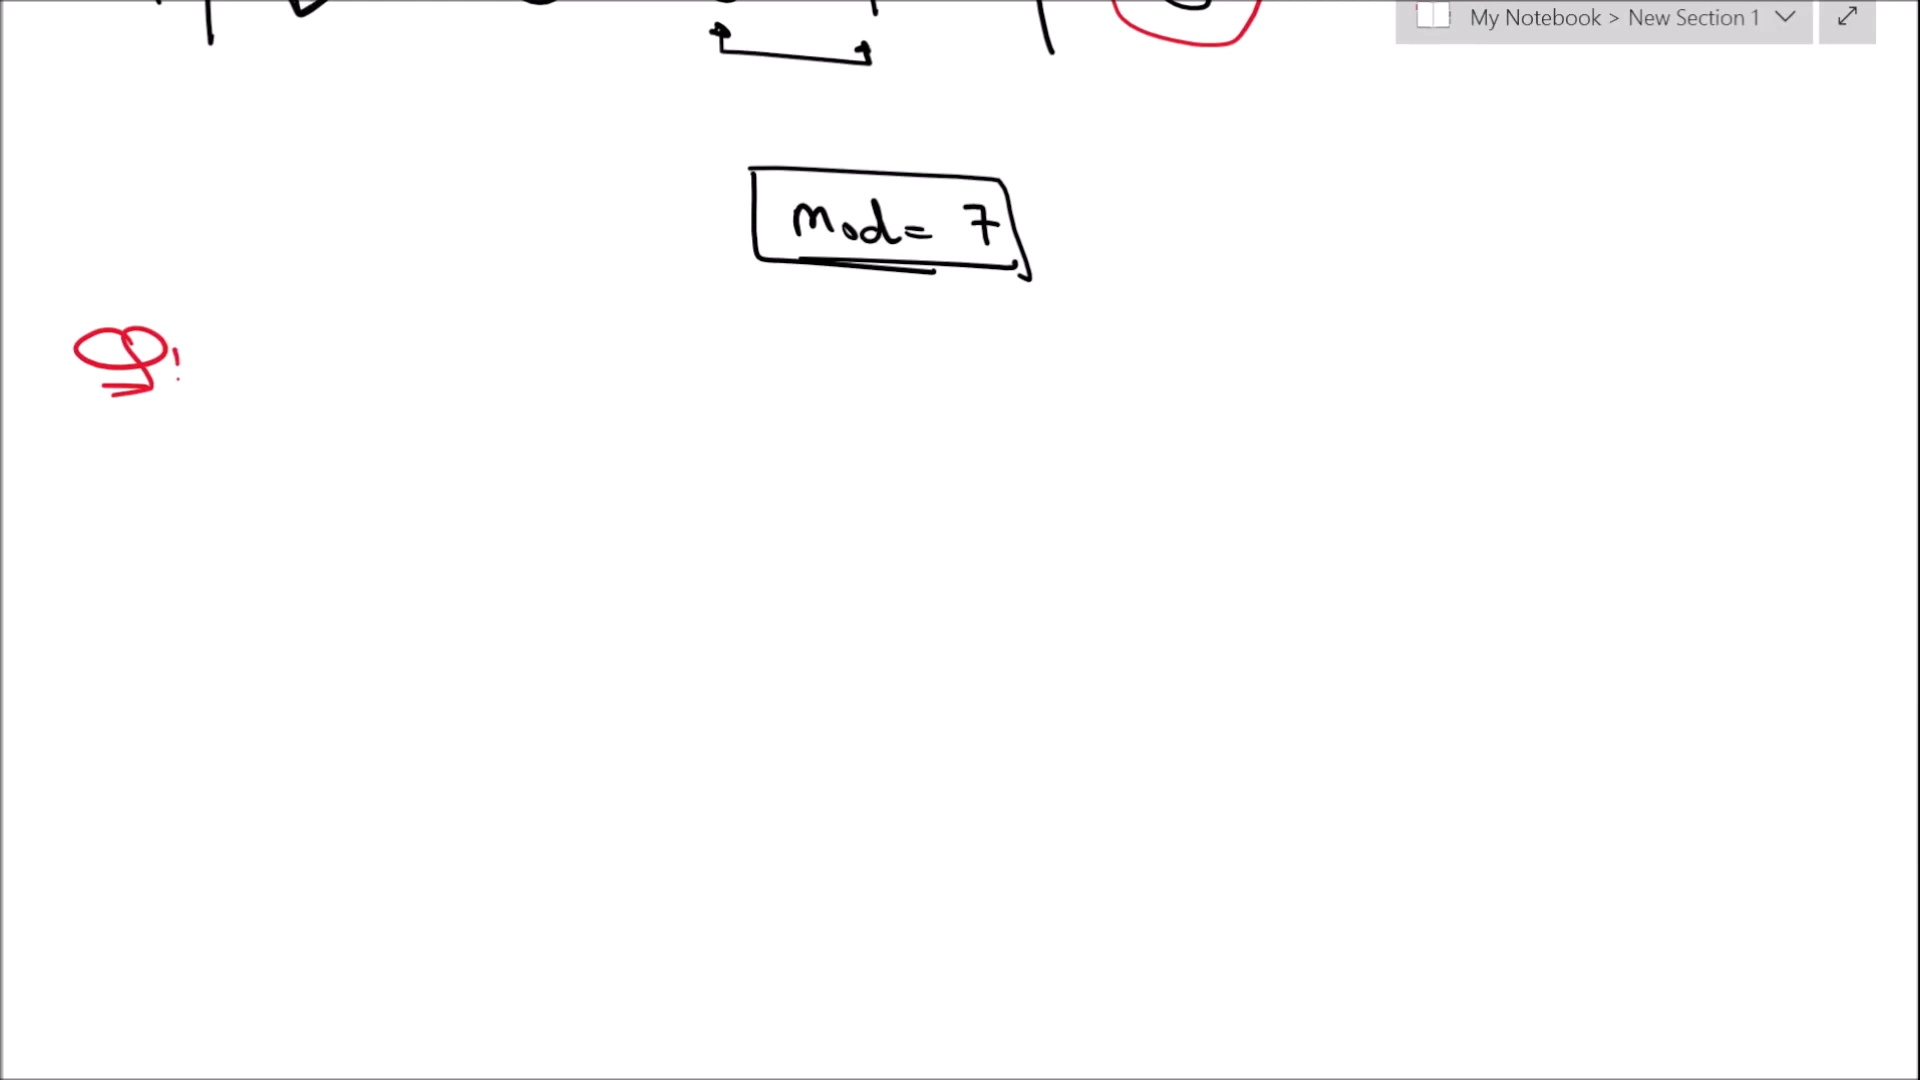 My Notebook > New Section 1
mod = 7
Q: